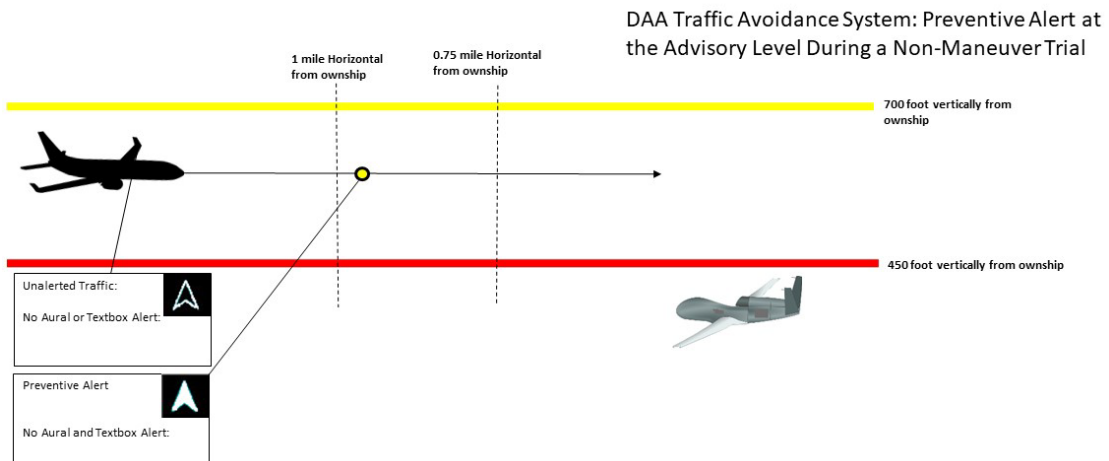 DAA Traffic Avoidance System: Preventive Alert at
the Advisory Level During a Non-Maneuver Trial
1 mile Horizontal
from ownship
0.75 mile Horizontal
from ownship
700 foot vertically from
ownship
450 foot vertically from ownship
Unalerted Traffic:
No Aural or Textbox Alert:
Preventive Alert
No Aural and Textbox Alert: